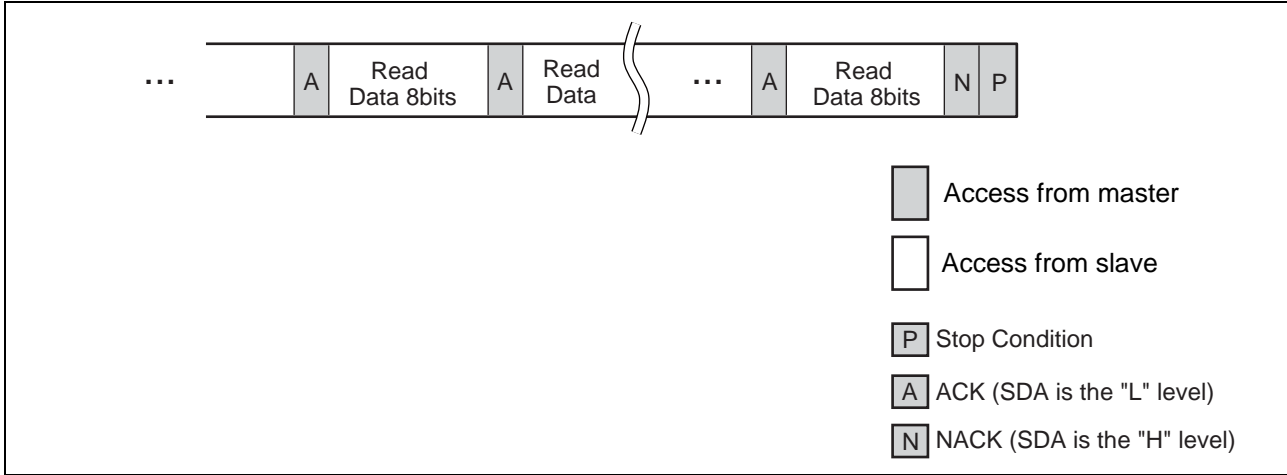 ... A Read Data 8bits A Read Data ... A Read Data 8bits N P
Access from master
Access from slave
P Stop Condition
A ACK (SDA is the "L" level)
N NACK (SDA is the "H" level)